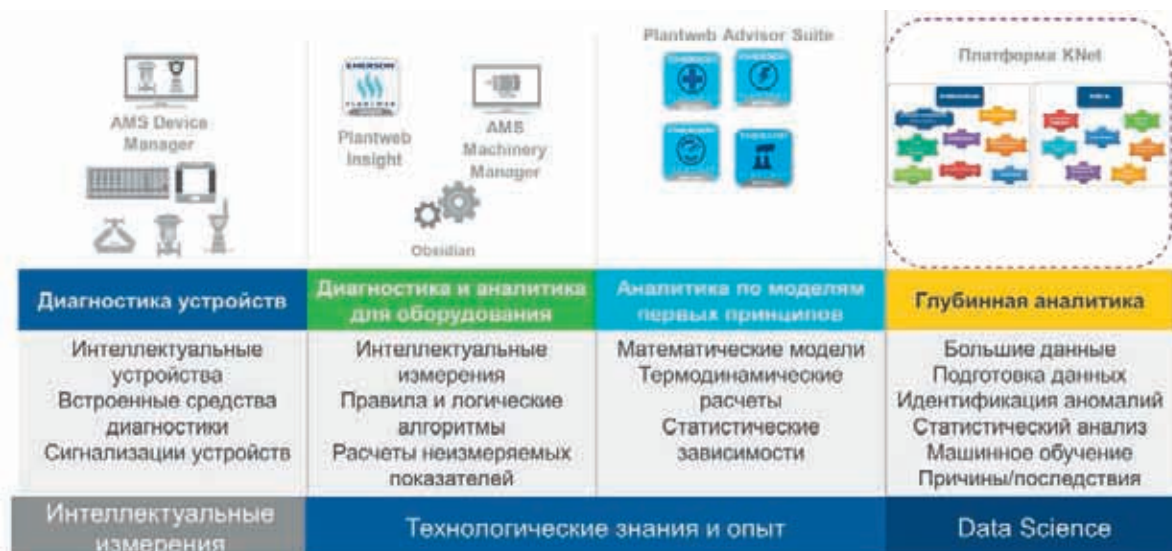 Plantweb Advisor Suite
Платформа KNet
EMERSON
AMS Device
Manager
Plantweb
Insight
AMS
Machinery
Manager
Obsidian
Диагностика устройств
Диагностика и аналитика
для оборудования
Аналитика по моделям
первых принципов
Глубинная аналитика
Интеллектуальные
устройства
Встроенные средства
диагностики
Сигнализации устройств
Интеллектуальные
измерения
Правила и логические
алгоритмы
Расчеты неизмеряемых
показателей
Математические модели
Термодинамические
расчеты
Статистические
зависимости
Большие данные
Подготовка данных
Идентификация аномалий
Статистический анализ
Машинное обучение
Причины/последствия
Интеллектуальные
измерения
Технологические знания и опыт
Data Science